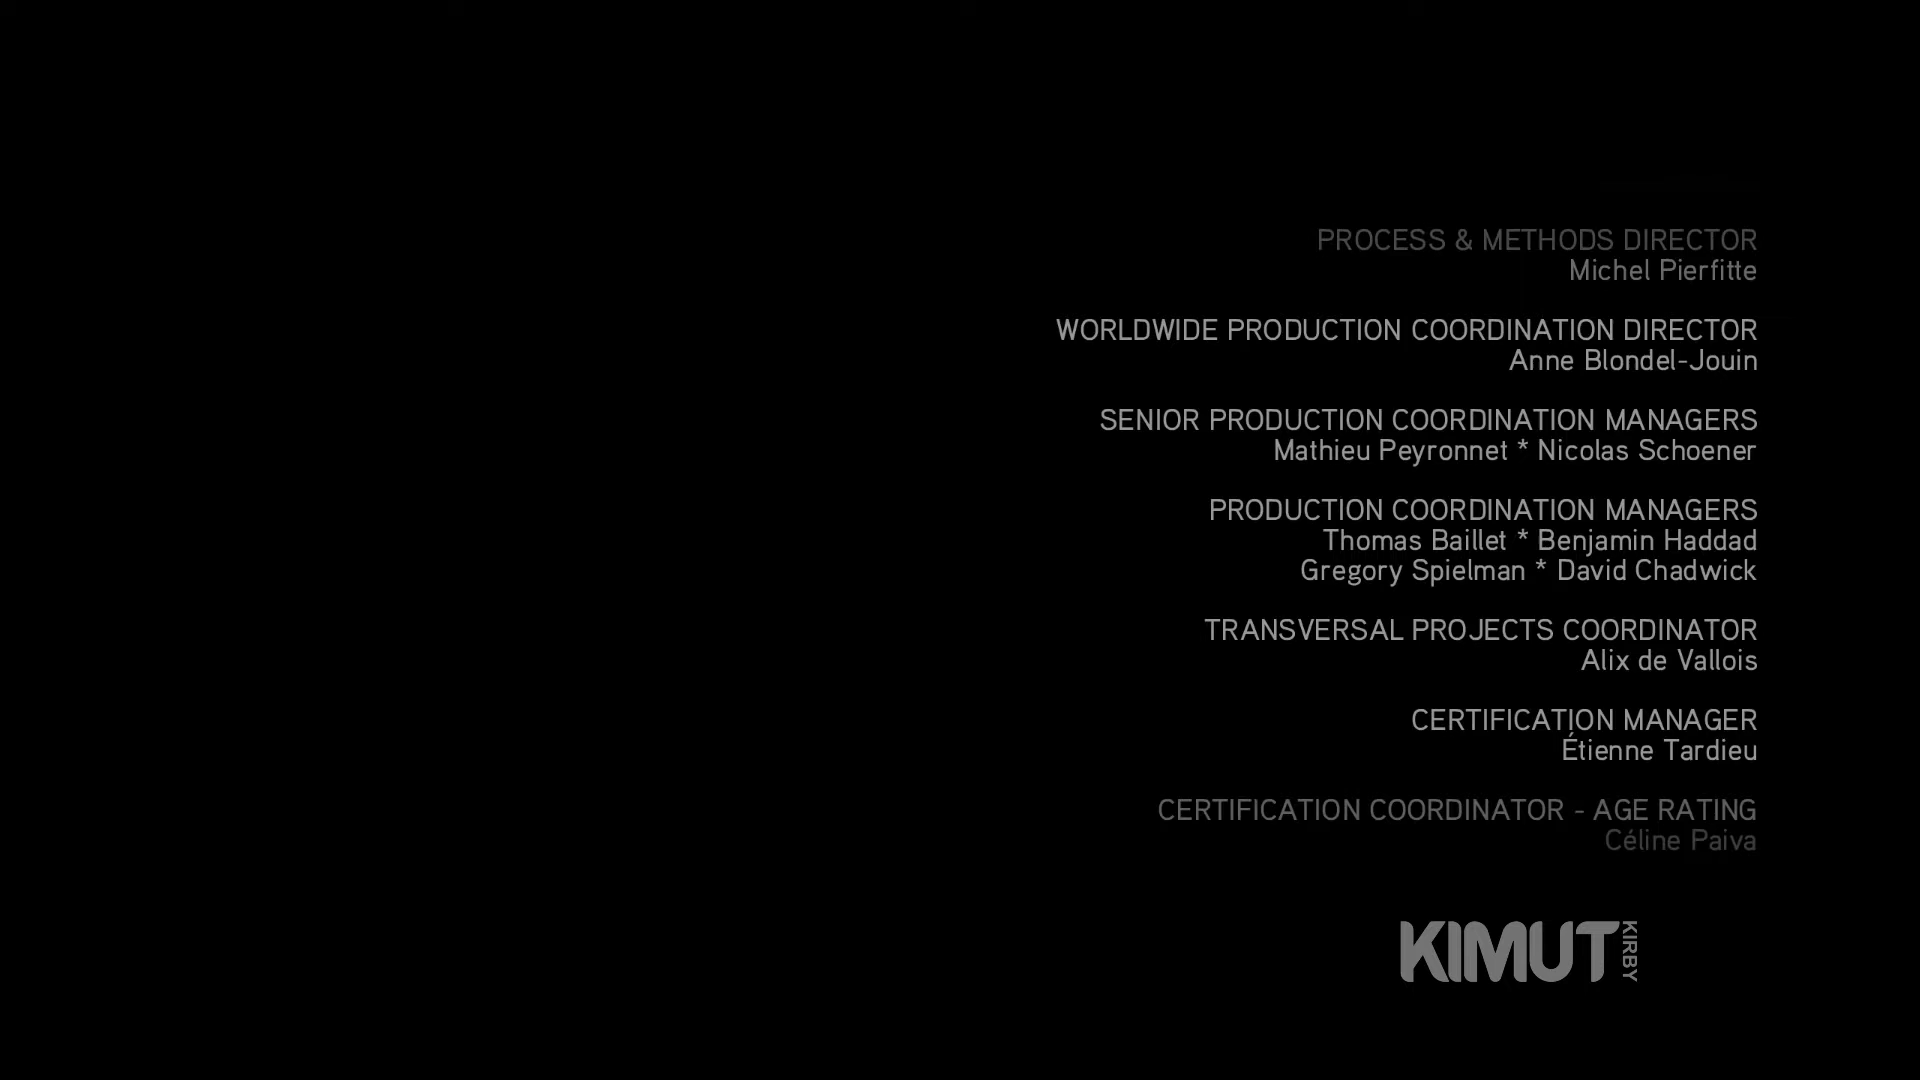 PROCESS & METHODS DIRECTOR
Michel Pierfitte
WORLDWIDE PRODUCTION COORDINATION DIRECTOR
Anne Blondel-Jouin
SENIOR PRODUCTION COORDINATION MANAGERS
Mathieu Peyronnet * Nicolas Schoener
PRODUCTION COORDINATION MANAGERS
Thomas Baillet * Benjamin Haddad
Gregory Spielman * David Chadwick
TRANSVERSAL PROJECTS COORDINATOR
Alix de Vallois
CERTIFICATION MANAGER
Étienne Tardieu
CERTIFICATION COORDINATOR - AGE RATING
Céline Paiva
KIMUT KIRBY